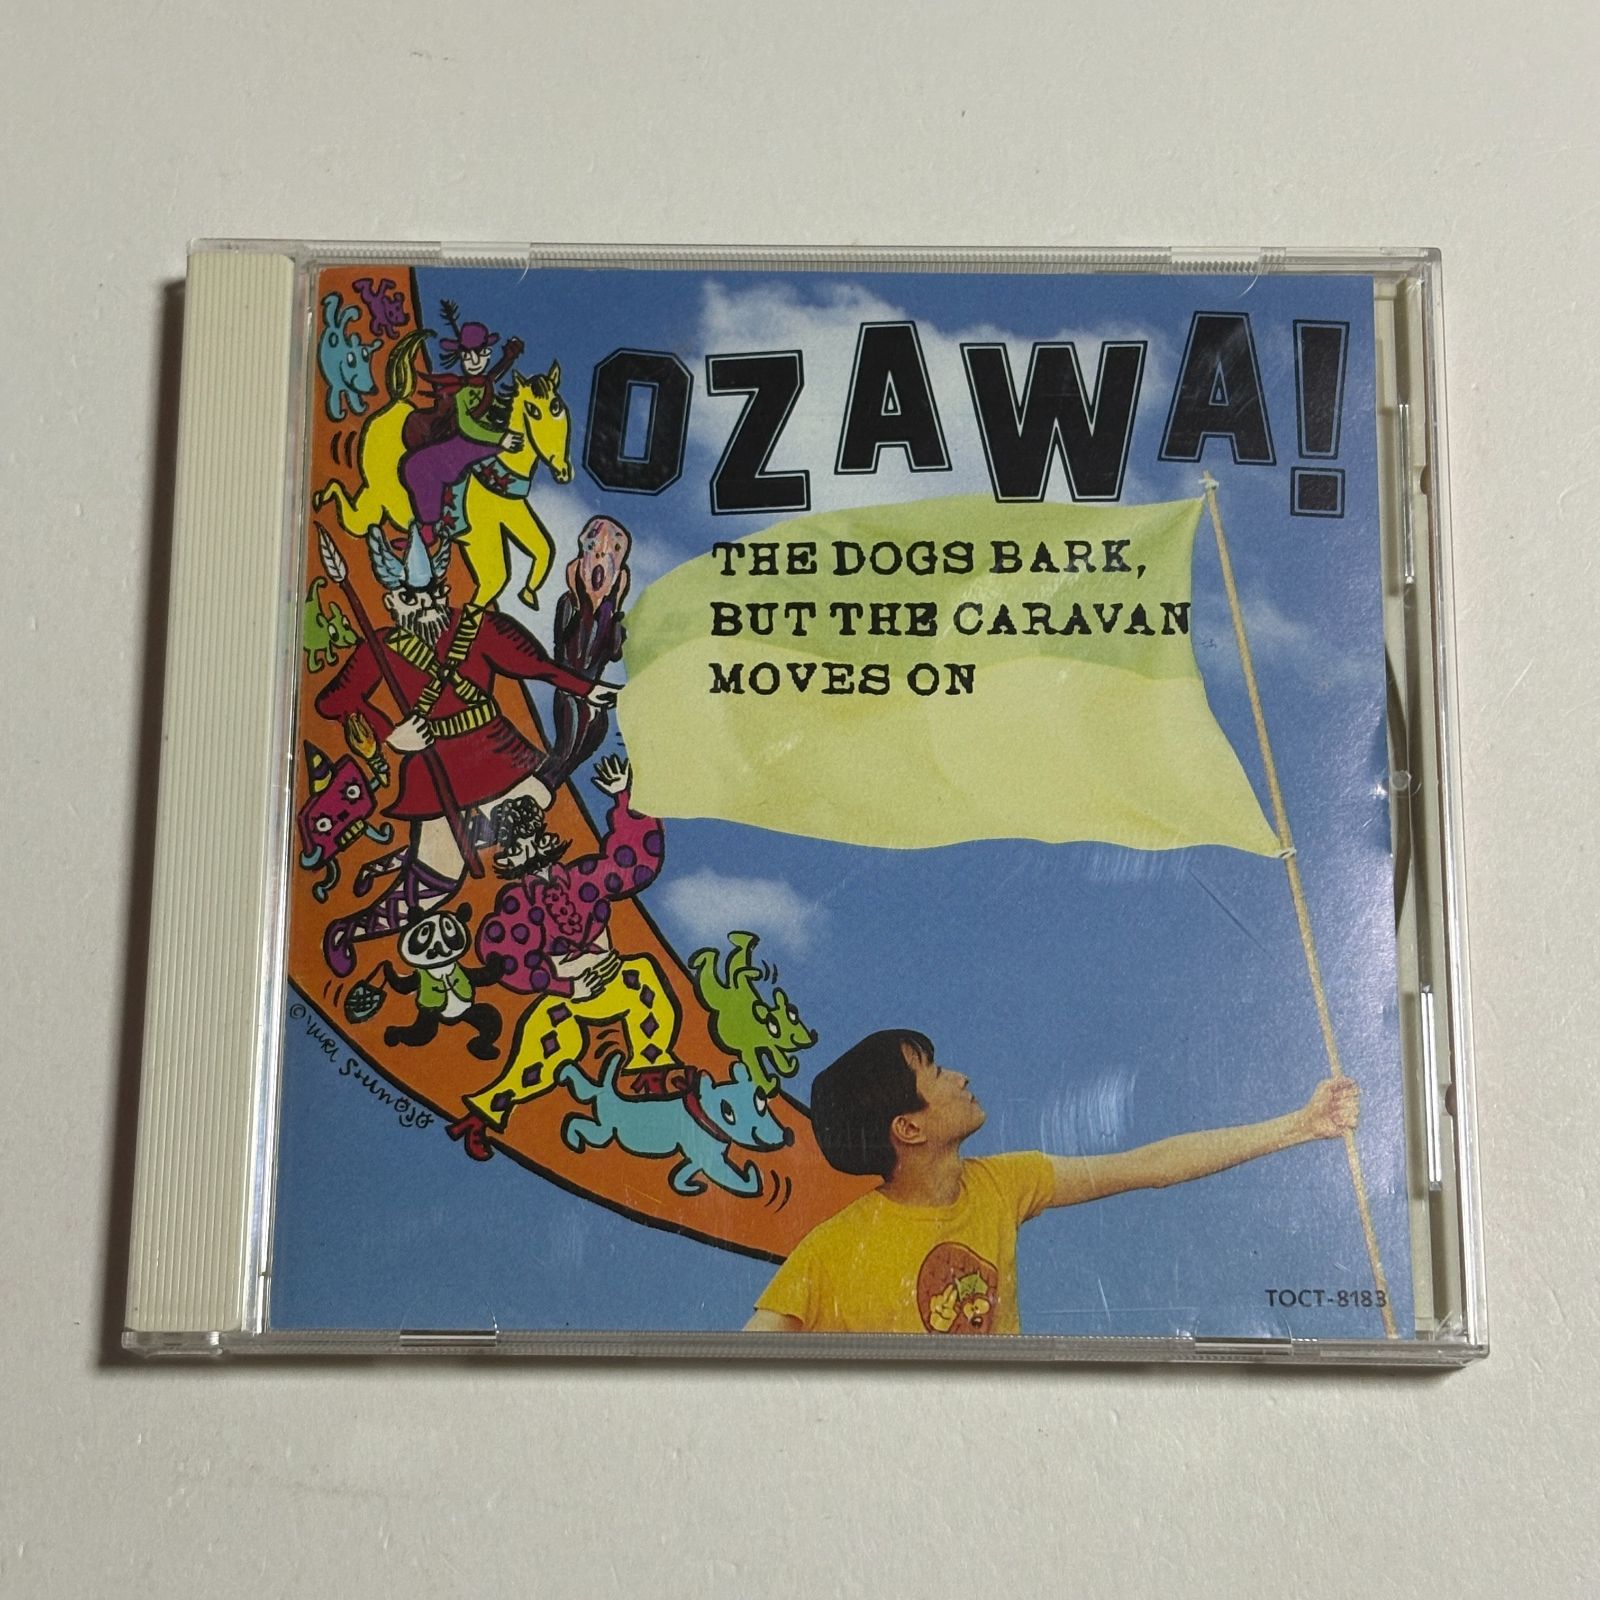 OZAWA!
THE DOGS BARK,
BUT THE CARAVAN
MOVES ON
TOCT-8183